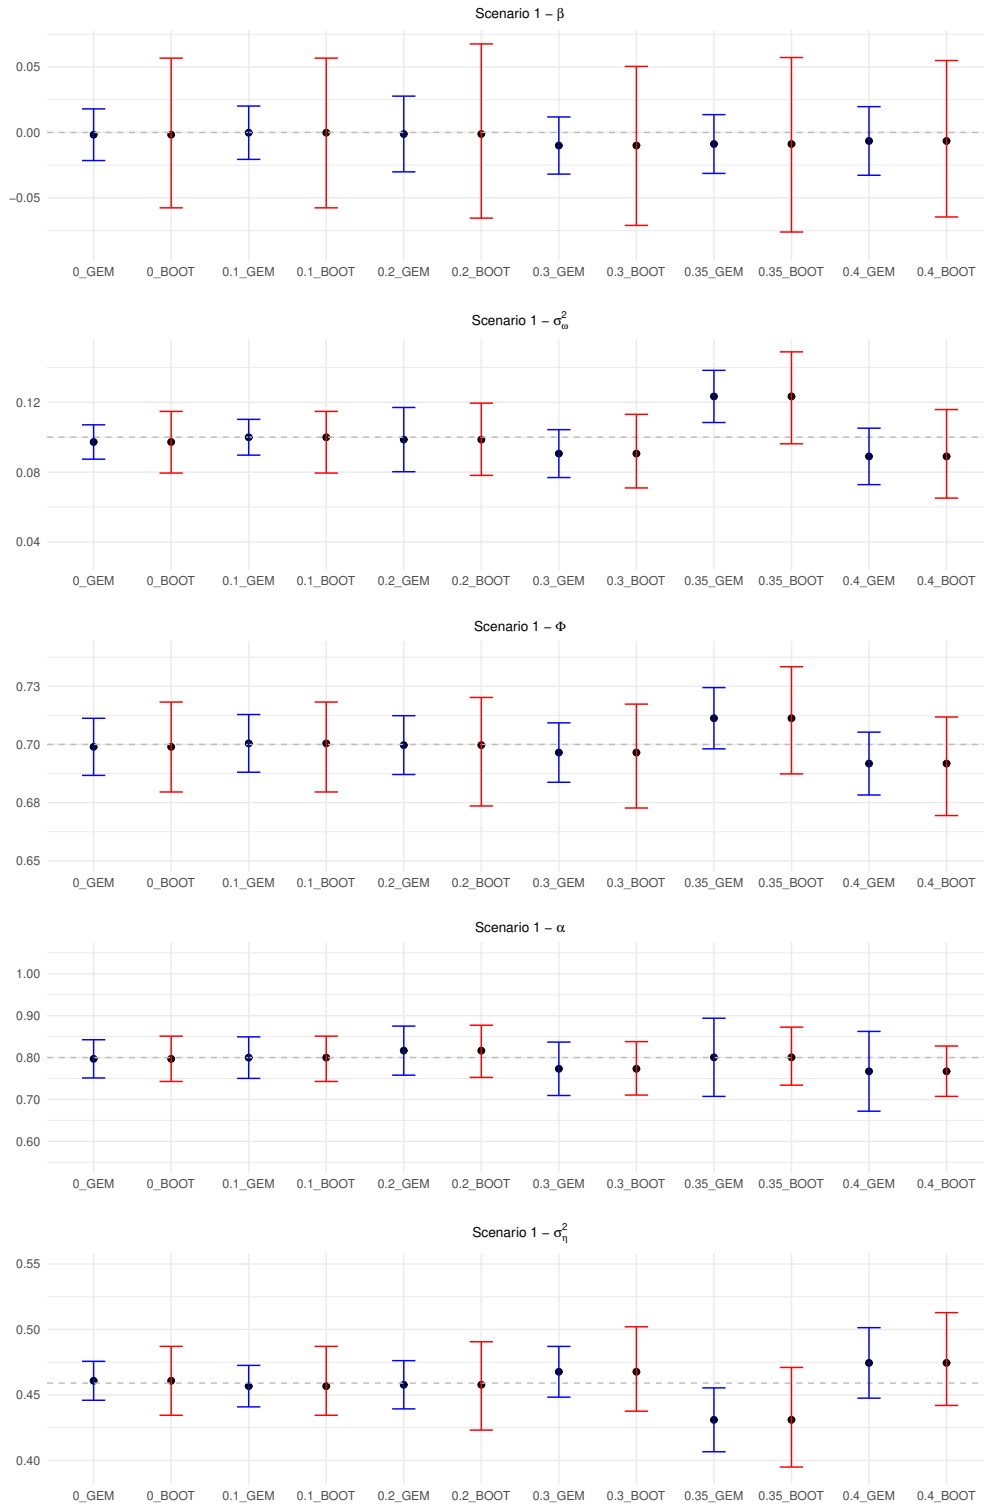 Scenario 1 − β
0.05
0.00
−0.05
0_GEM 0_BOOT 0.1_GEM 0.1_BOOT 0.2_GEM 0.2_BOOT 0.3_GEM 0.3_BOOT 0.35_GEM 0.35_BOOT 0.4_GEM 0.4_BOOT
Scenario 1 − σ²_ω
0.12
0.08
0.04
0_GEM 0_BOOT 0.1_GEM 0.1_BOOT 0.2_GEM 0.2_BOOT 0.3_GEM 0.3_BOOT 0.35_GEM 0.35_BOOT 0.4_GEM 0.4_BOOT
Scenario 1 − Φ
0.73
0.70
0.68
0.65
0_GEM 0_BOOT 0.1_GEM 0.1_BOOT 0.2_GEM 0.2_BOOT 0.3_GEM 0.3_BOOT 0.35_GEM 0.35_BOOT 0.4_GEM 0.4_BOOT
Scenario 1 − α
1.00
0.90
0.80
0.70
0.60
0_GEM 0_BOOT 0.1_GEM 0.1_BOOT 0.2_GEM 0.2_BOOT 0.3_GEM 0.3_BOOT 0.35_GEM 0.35_BOOT 0.4_GEM 0.4_BOOT
Scenario 1 − σ²_η
0.55
0.50
0.45
0.40
0_GEM 0_BOOT 0.1_GEM 0.1_BOOT 0.2_GEM 0.2_BOOT 0.3_GEM 0.3_BOOT 0.35_GEM 0.35_BOOT 0.4_GEM 0.4_BOOT